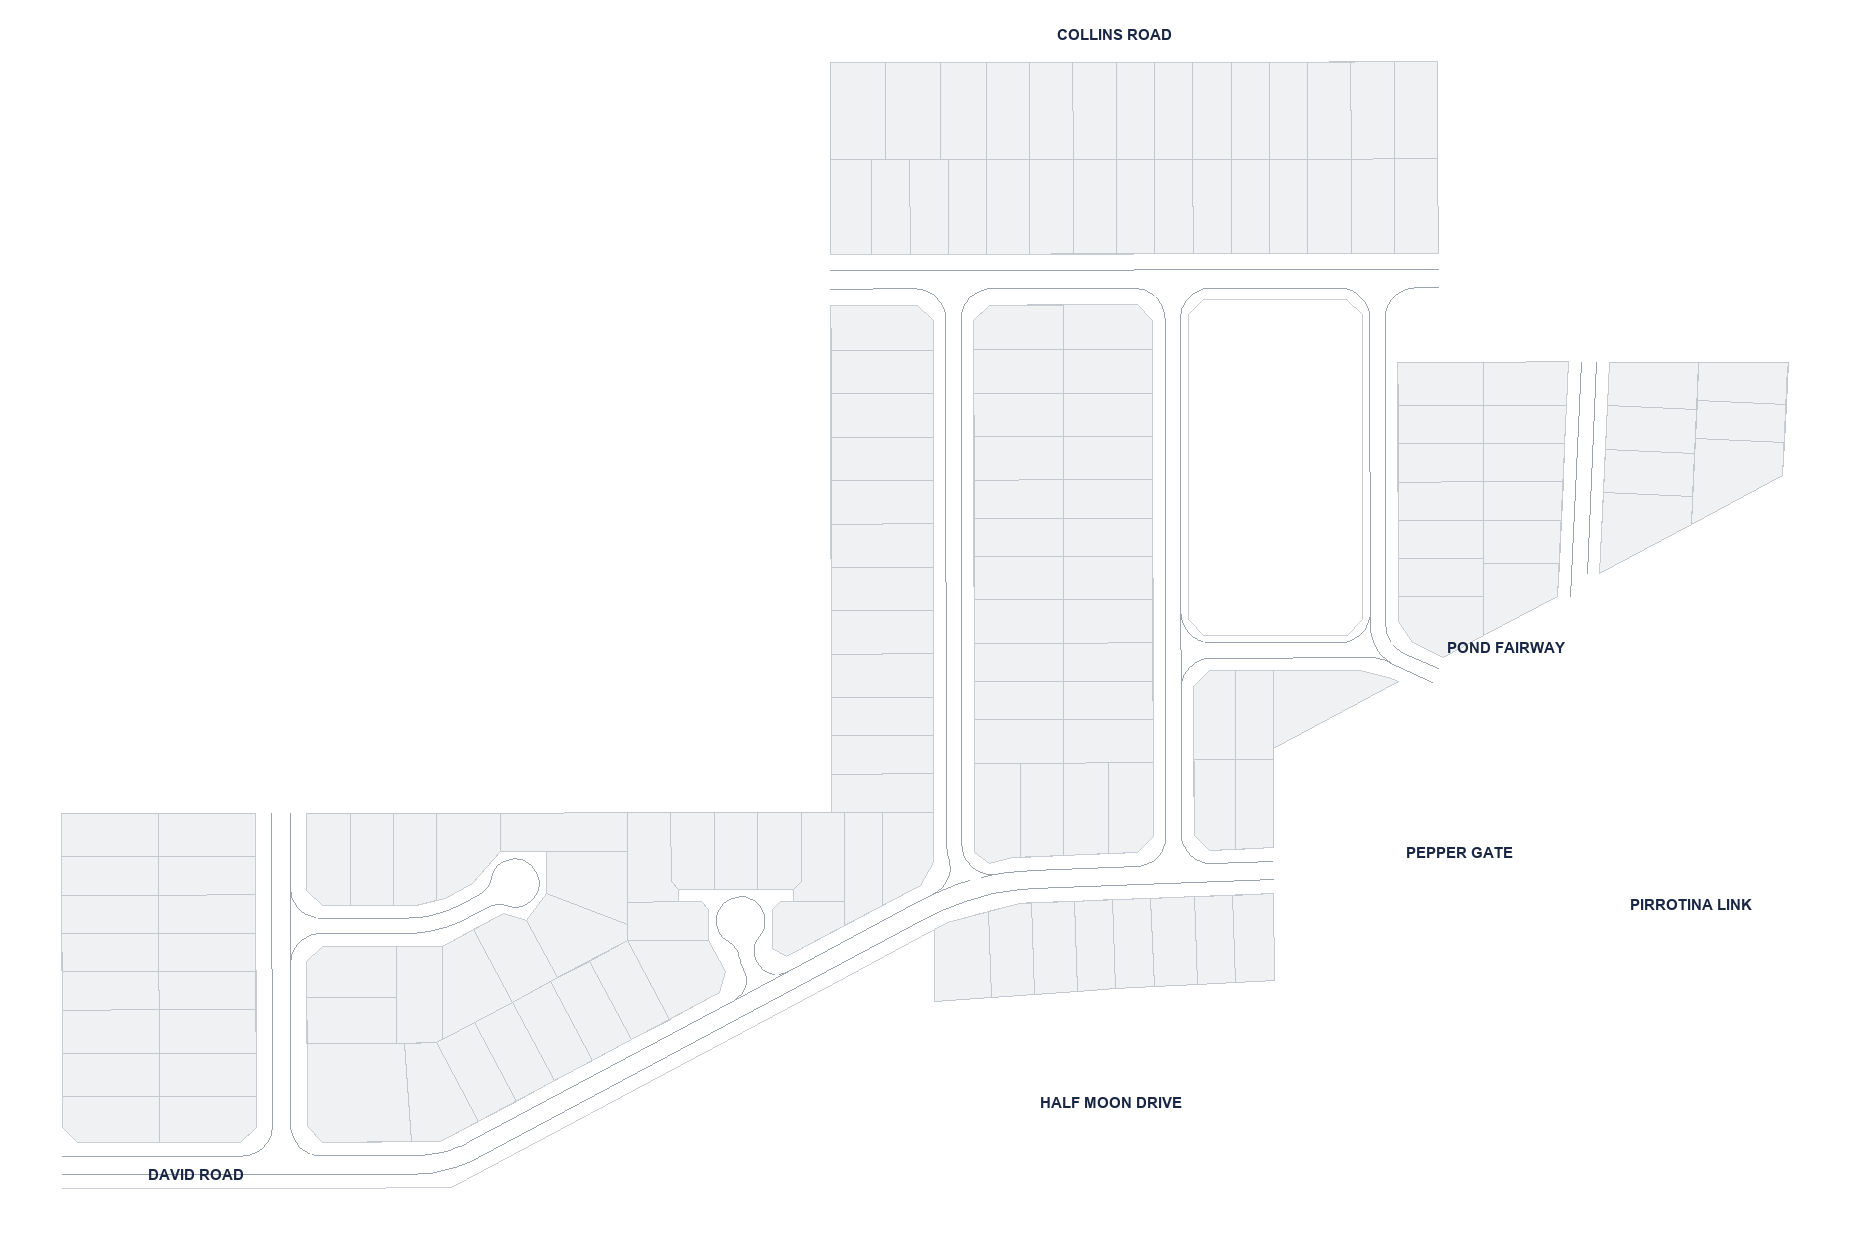 COLLINS ROAD
POND FAIRWAY
PEPPER GATE
PIRROTINA LINK
HALF MOON DRIVE
DAVID ROAD